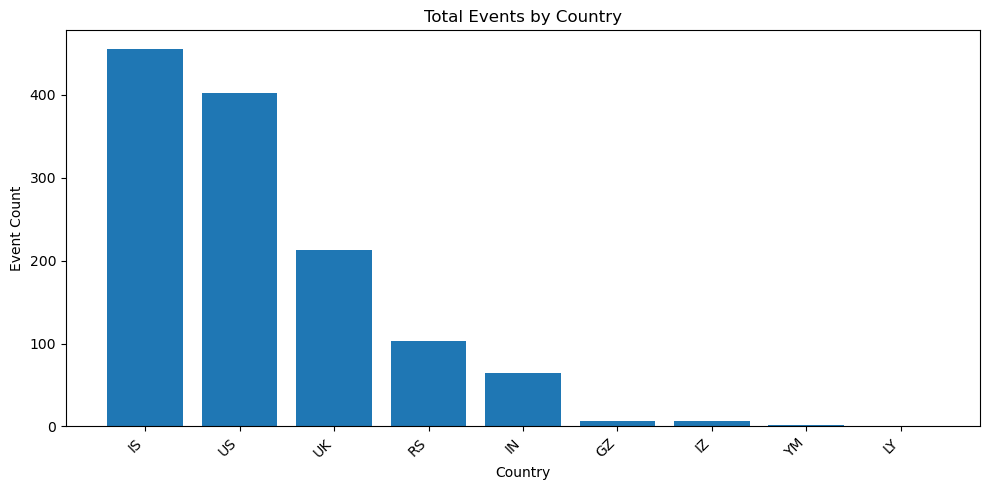 Total Events by Country
Event Count
400
300
200
100
0
IS US UK RS IN GZ IZ YM LY
Country